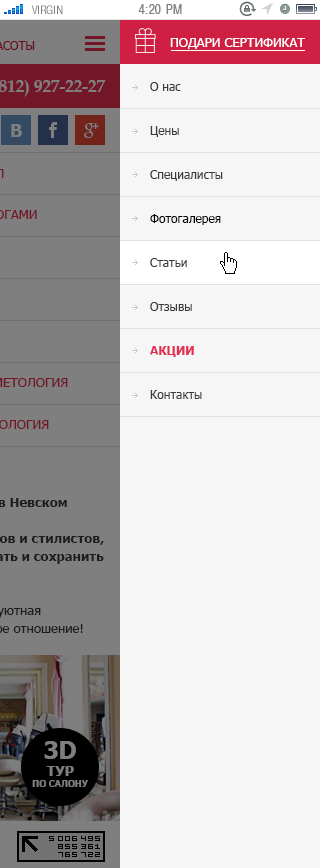 VIRGIN 4:20 PM
ПОДАРИ СЕРТИФИКАТ
О нас
Цены
Специалисты
Фотогалерея
Статьи
Отзывы
АКЦИИ
Контакты
812) 927-22-27
B f g+
ОГАМИ
ЕТОЛОГИЯ
ОЛОГИЯ
в Невском
ов и стилистов,
ать и сохранить
уютная
ое отношение!
3D
ТУР
ПО САЛОНУ
5 006 495
855 361
765 722